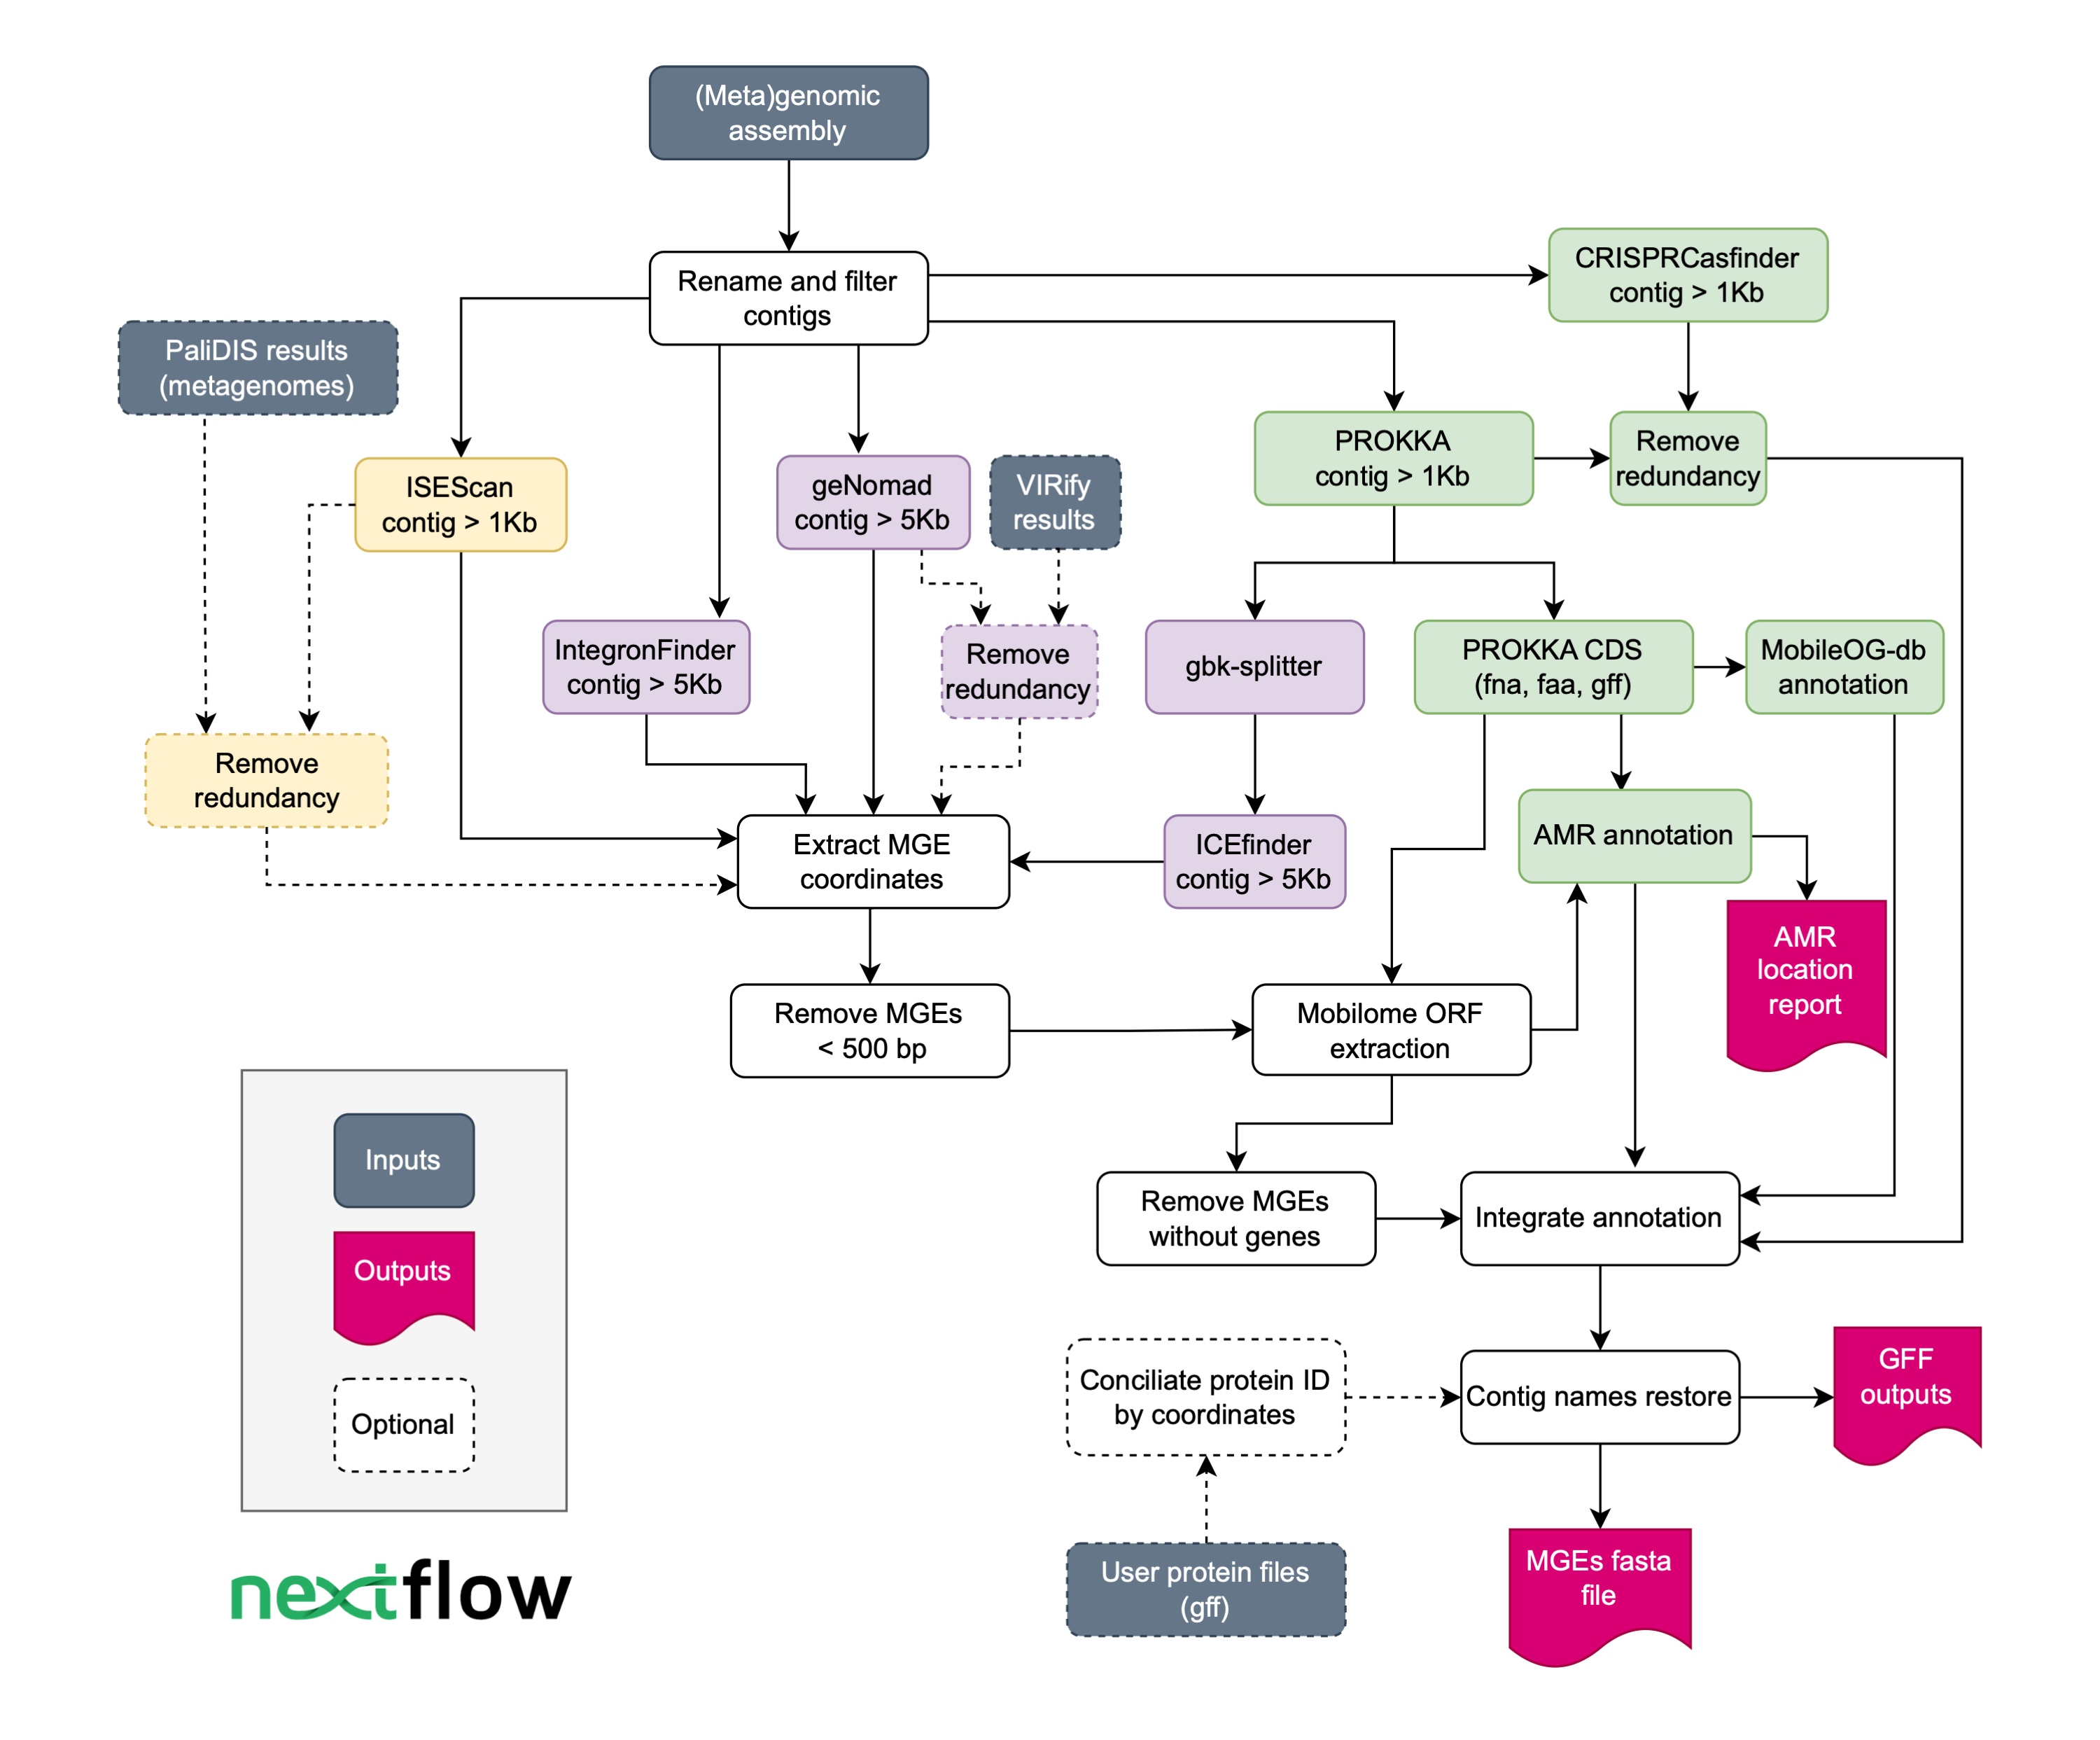 (Meta)genomic
assembly
Rename and filter
contigs
CRISPRCasfinder
contig > 1Kb
PaliDIS results
(metagenomes)
PROKKA
contig > 1Kb
Remove
redundancy
ISEScan
contig > 1Kb
geNomad
contig > 5Kb
VIRify
results
IntegronFinder
contig > 5Kb
Remove
redundancy
gbk-splitter
PROKKA CDS
(fna, faa, gff)
MobileOG-db
annotation
Remove
redundancy
Extract MGE
coordinates
ICEfinder
contig > 5Kb
AMR annotation
AMR
location
report
Remove MGEs
< 500 bp
Mobilome ORF
extraction
Inputs
Outputs
Optional
Remove MGEs
without genes
Integrate annotation
Conciliate protein ID
by coordinates
Contig names restore
GFF
outputs
User protein files
(gff)
MGEs fasta
file
nextflow